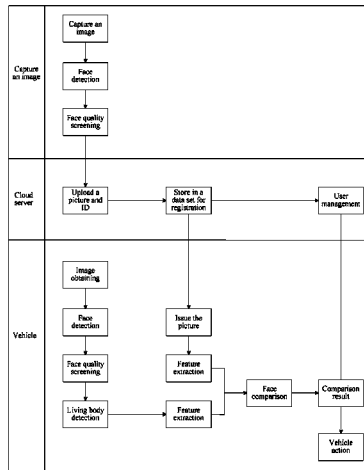 Capture an
image
Capture
an image
Face
detection
Face quality
screening
Cloud
server
Upload a
picture and
ID
Store in a
data set for
registration
User
management
Vehicle
Image
obtaining
Face
detection
Issue the
picture
Face quality
screening
Feature
extraction
Living body
detection
Feature
extraction
Face
comparison
Comparison
result
Vehicle
action